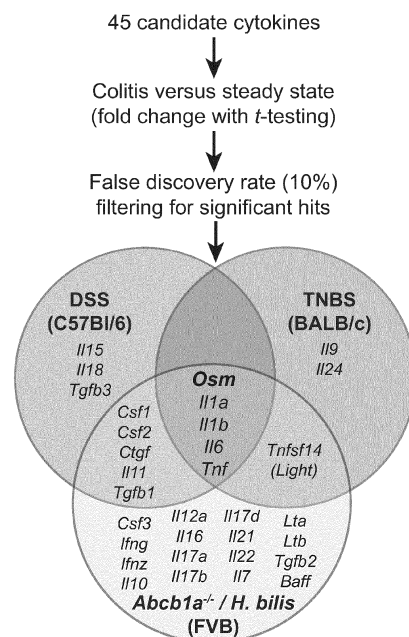 45 candidate cytokines
Colitis versus steady state
(fold change with t-testing)
False discovery rate (10%)
filtering for significant hits
DSS
(C57Bl/6)
Il15
Il18
Tgfb3
TNBS
(BALB/c)
Il9
Il24
Osm
Il1a
Il1b
Il6
Tnf
Csf1
Csf2
Ctgf
Il11
Tgfb1
Tnfsf14
(Light)
Csf3
Ifng
Ifnz
Il10
Il12a
Il16
Il17a
Il17b
Il17d
Il21
Il22
Il7
Lta
Ltb
Tgfb2
Baff
Abcb1a-/- / H. bilis
(FVB)